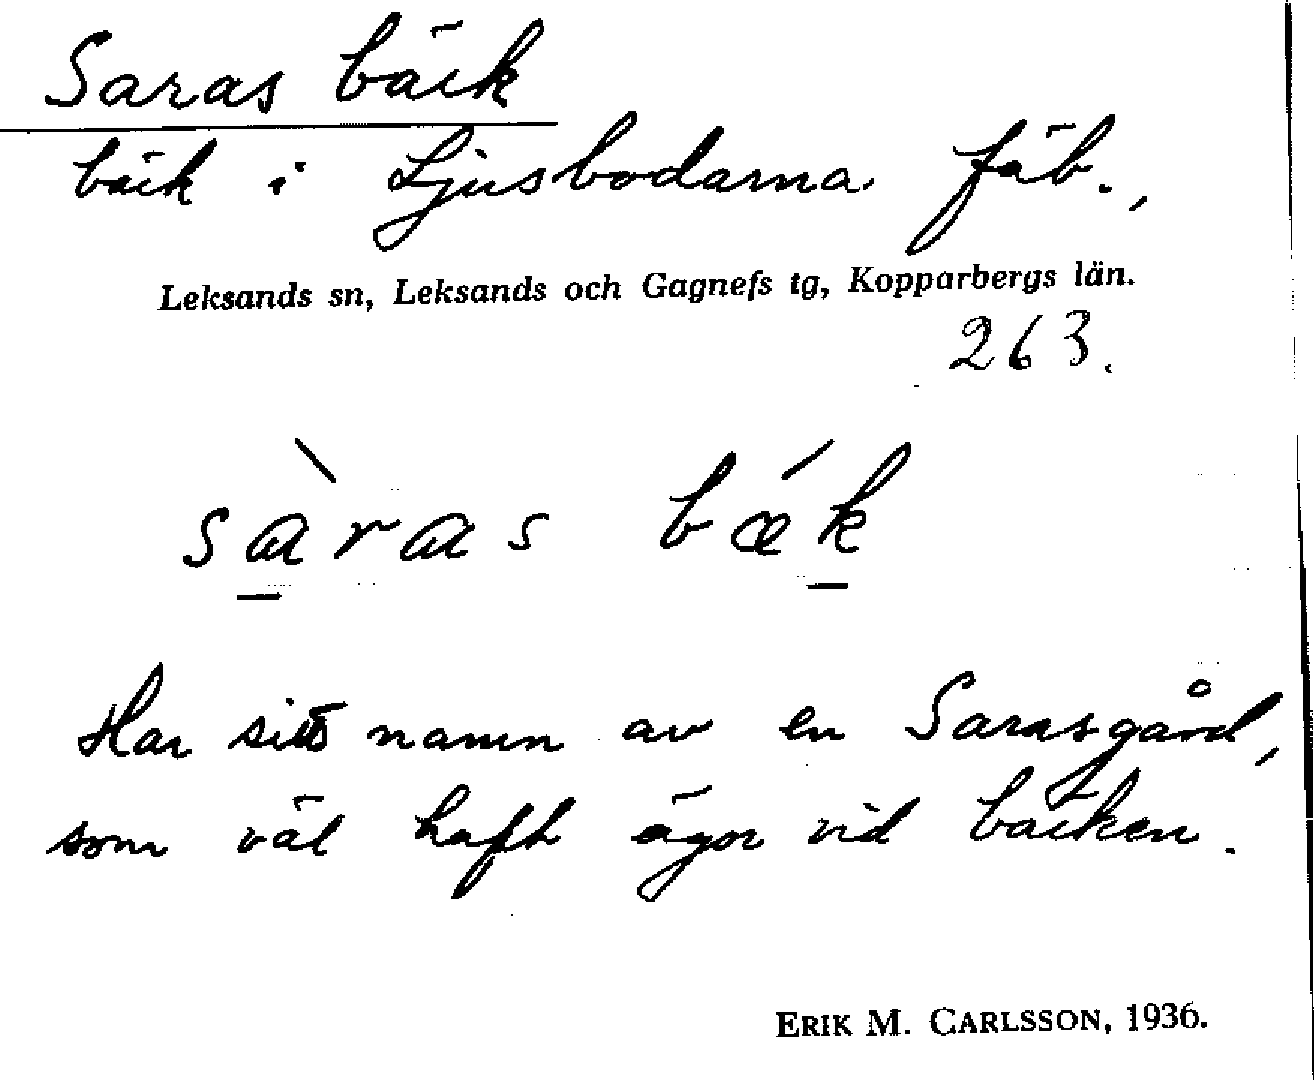 Saras bäck
bäck i Ljusbodarna fäb.,
Leksands sn, Leksands och Gagnefs tg, Kopparbergs län.
263.
sàras bǽk
Har sitt namn av en Sarasgård,
som väl haft ägor vid bäcken.
ERIK M. CARLSSON, 1936.